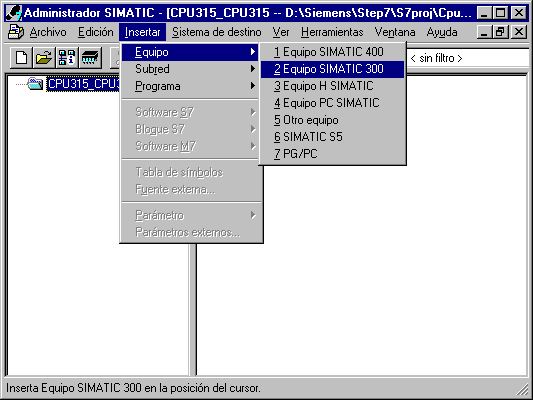 Administrador SIMATIC - [CPU315_CPU315 -- D:\Siemens\Step7\S7proj\Cpu...
Archivo Edición Insertar Sistema de destino Ver Herramientas Ventana Ayuda
Equipo
Subred
Programa
Software S7
Bloque S7
Software M7
Tabla de símbolos
Fuente externa...
Parámetro
Parámetros externos...
1 Equipo SIMATIC 400
2 Equipo SIMATIC 300
3 Equipo H SIMATIC
4 Equipo PC SIMATIC
5 Otro equipo
6 SIMATIC S5
7 PG/PC
< sin filtro >
CPU315_CPU3
Inserta Equipo SIMATIC 300 en la posición del cursor.